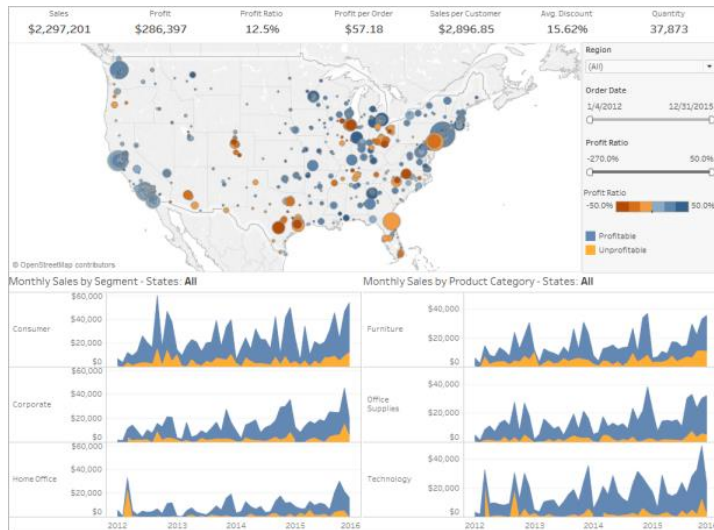 Sales Profit Profit Ratio Profit per Order Sales per Customer Avg. Discount Quantity
$2,297,201 $286,397 12.5% $57.18 $2,896.85 15.62% 37,873
Region
(All)
Order Date
1/4/2012 12/31/2015
Profit Ratio
-270.0% 50.0%
Profit Ratio
-50.0% 50.0%
Profitable
Unprofitable
© OpenStreetMap contributors
Monthly Sales by Segment - States: All
Consumer
$60,000
$40,000
$20,000
$0
Corporate
$60,000
$40,000
$20,000
$0
Home Office
$60,000
$40,000
$20,000
$0
2012 2013 2014 2015 2016
Monthly Sales by Product Category - States: All
Furniture
$40,000
$20,000
$0
Office
Supplies
$40,000
$20,000
$0
Technology
$40,000
$20,000
$0
2012 2013 2014 2015 2016